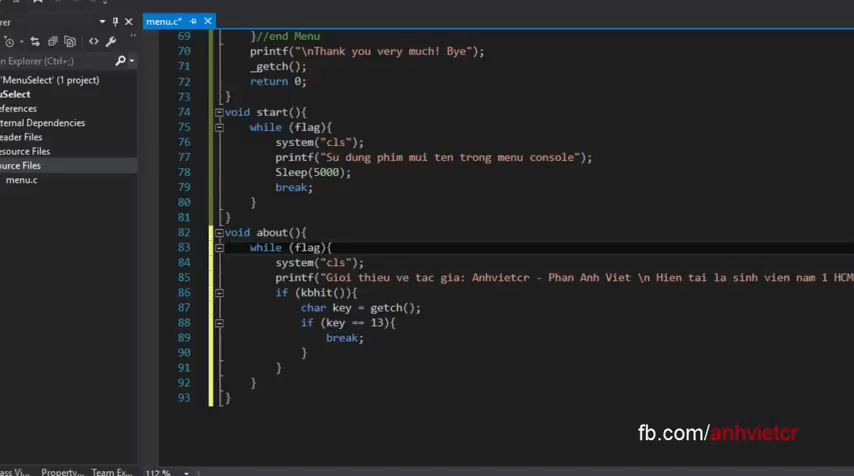 menu.c*
69 }//end Menu
70 printf("\nThank you very much! Bye");
71 _getch();
72 return 0;
73 }
74 void start(){
75 while (flag){
76 system("cls");
77 printf("Su dung phim mui ten trong menu console");
78 Sleep(5000);
79 break;
80 }
81 }
82 void about(){
83 while (flag){
84 system("cls");
85 printf("Gioi thieu ve tac gia: Anhvietcr - Phan Anh Viet \n Hien tai la sinh vien nam 1 HCM
86 if (kbhit()){
87 char key = getch();
88 if (key == 13){
89 break;
90 }
91 }
92 }
93 }
rer
n Explorer (Ctrl+;)
'MenuSelect' (1 project)
uSelect
ferences
ternal Dependencies
eader Files
esource Files
ource Files
menu.c
fb.com/anhvietcr
ass Vi... Property... Team Ex... 112 %